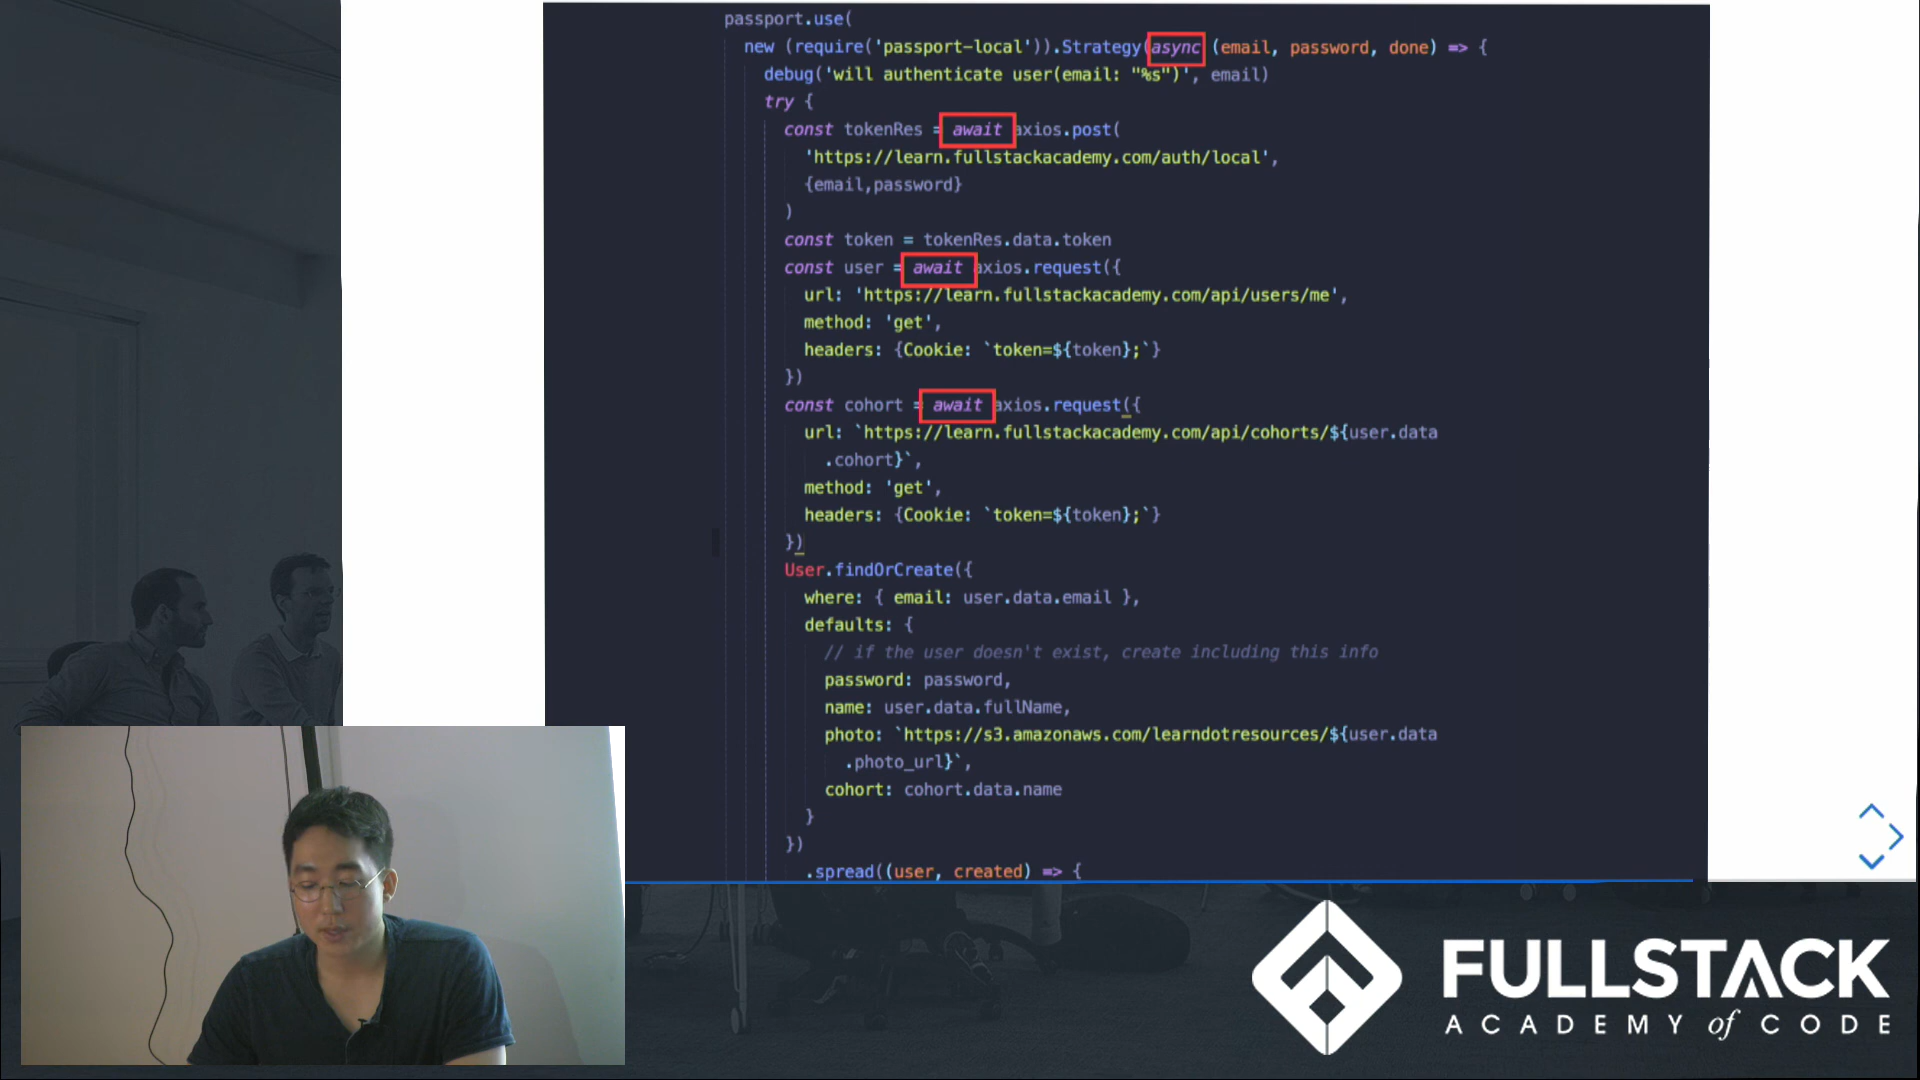 passport.use(
new (require('passport-local')).Strategy(async (email, password, done) => {
debug('will authenticate user(email: "%s")', email)
try {
const tokenRes = await axios.post(
'https://learn.fullstackacademy.com/auth/local',
{email,password}
)
const token = tokenRes.data.token
const user = await axios.request({
url: 'https://learn.fullstackacademy.com/api/users/me',
method: 'get',
headers: {Cookie: `token=${token};`}
})
const cohort = await axios.request({
url: `https://learn.fullstackacademy.com/api/cohorts/${user.data
.cohort}`,
method: 'get',
headers: {Cookie: `token=${token};`}
})
User.findOrCreate({
where: { email: user.data.email },
defaults: {
// if the user doesn't exist, create including this info
password: password,
name: user.data.fullName,
photo: `https://s3.amazonaws.com/learndotresources/${user.data
.photo_url}`,
cohort: cohort.data.name
}
})
.spread((user, created) => {
FULLSTACK
ACADEMY of CODE